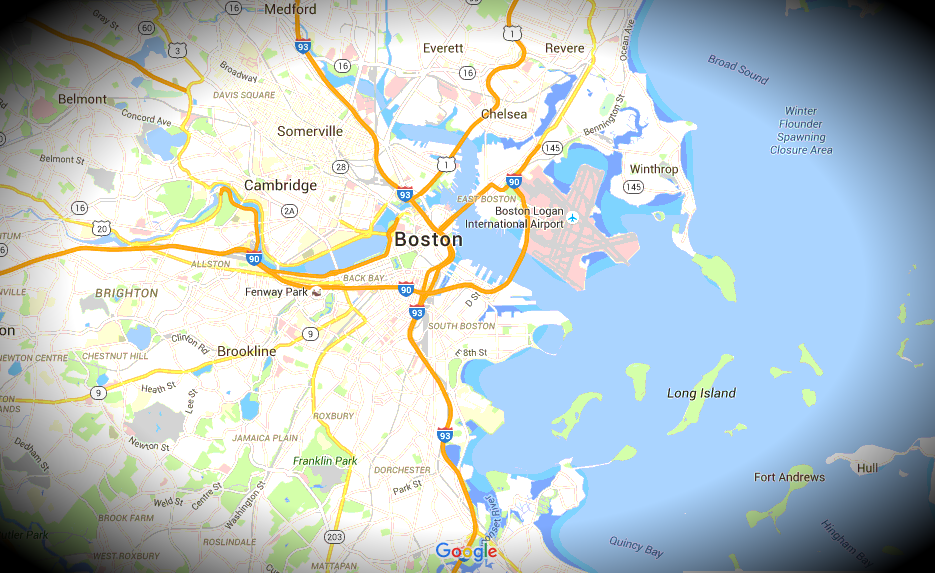 Medford
16
Gray St
60
3
93
Everett
1
Revere
Ocean Ave
Broad Sound
Broadway
16
16
Belmont
DAVIS SQUARE
Concord Ave
Somerville
Chelsea
Bennington St
Winter
Flounder
Spawning
Closure Area
145
Belmont St
28
1
Winthrop
Cambridge
93
90
145
16
2A
EAST BOSTON
Boston Logan
International Airport
20
Boston
ALLSTON
90
BACK BAY
BRIGHTON
Fenway Park
90
D St
93
SOUTH BOSTON
9
Clinton Rd
Brookline
E 8th St
NEWTON CENTRE
CHESTNUT HILL
Heath St
Lee St
9
Long Island
ROXBURY
Newton St
JAMAICA PLAIN
93
Dedham St
Franklin Park
DORCHESTER
Hull
Fort Andrews
Park St
Weld St
Centre St
Washington St
BROOK FARM
ROSLINDALE
203
Quincy Bay
Hingham Bay
WEST ROXBURY
MATTAPAN
Google